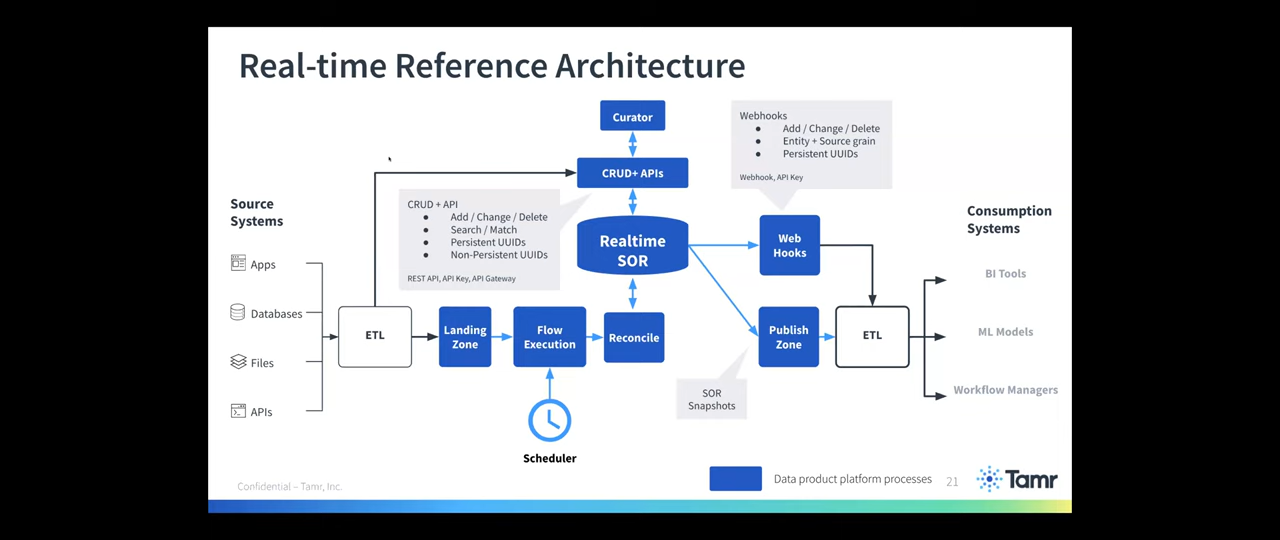 Real-time Reference Architecture
Curator
CRUD+ APIs
Webhooks
● Add / Change / Delete
● Entity + Source grain
● Persistent UUIDs
Webhook, API Key
CRUD + API
● Add / Change / Delete
● Search / Match
● Persistent UUIDs
● Non-Persistent UUIDs
REST API, API Key, API Gateway
Source
Systems
Apps
Databases
Files
APIs
ETL
Landing
Zone
Flow
Execution
Reconcile
Realtime
SOR
Web
Hooks
Publish
Zone
ETL
Consumption
Systems
BI Tools
ML Models
Workflow Managers
SOR
Snapshots
Scheduler
Data product platform processes
Confidential – Tamr, Inc.
21
Tamr